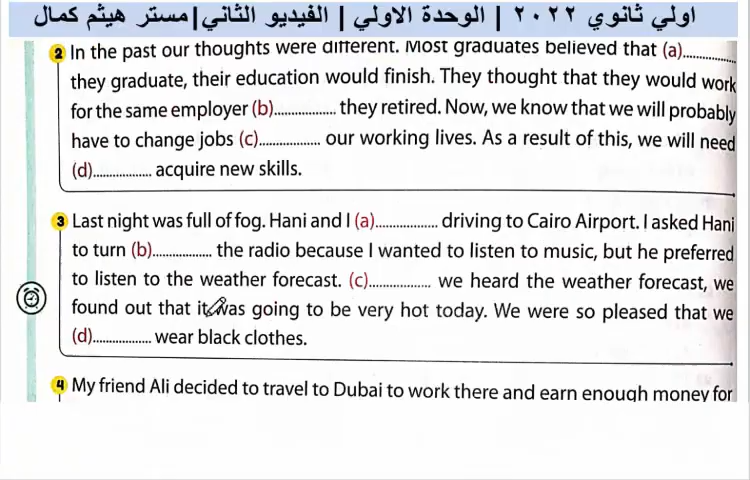 اولي ثانوي ٢٠٢٢ | الوحدة الاولي | الفيديو الثاني|مستر هيثم كمال
2 In the past our thoughts were different. Most graduates believed that (a)..................
they graduate, their education would finish. They thought that they would work
for the same employer (b).................. they retired. Now, we know that we will probably
have to change jobs (c).................. our working lives. As a result of this, we will need
(d).................. acquire new skills.
3 Last night was full of fog. Hani and I (a).................. driving to Cairo Airport. I asked Hani
to turn (b).................. the radio because I wanted to listen to music, but he preferred
to listen to the weather forecast. (c).................. we heard the weather forecast, we
found out that it was going to be very hot today. We were so pleased that we
(d).................. wear black clothes.
4 My friend Ali decided to travel to Dubai to work there and earn enough money for